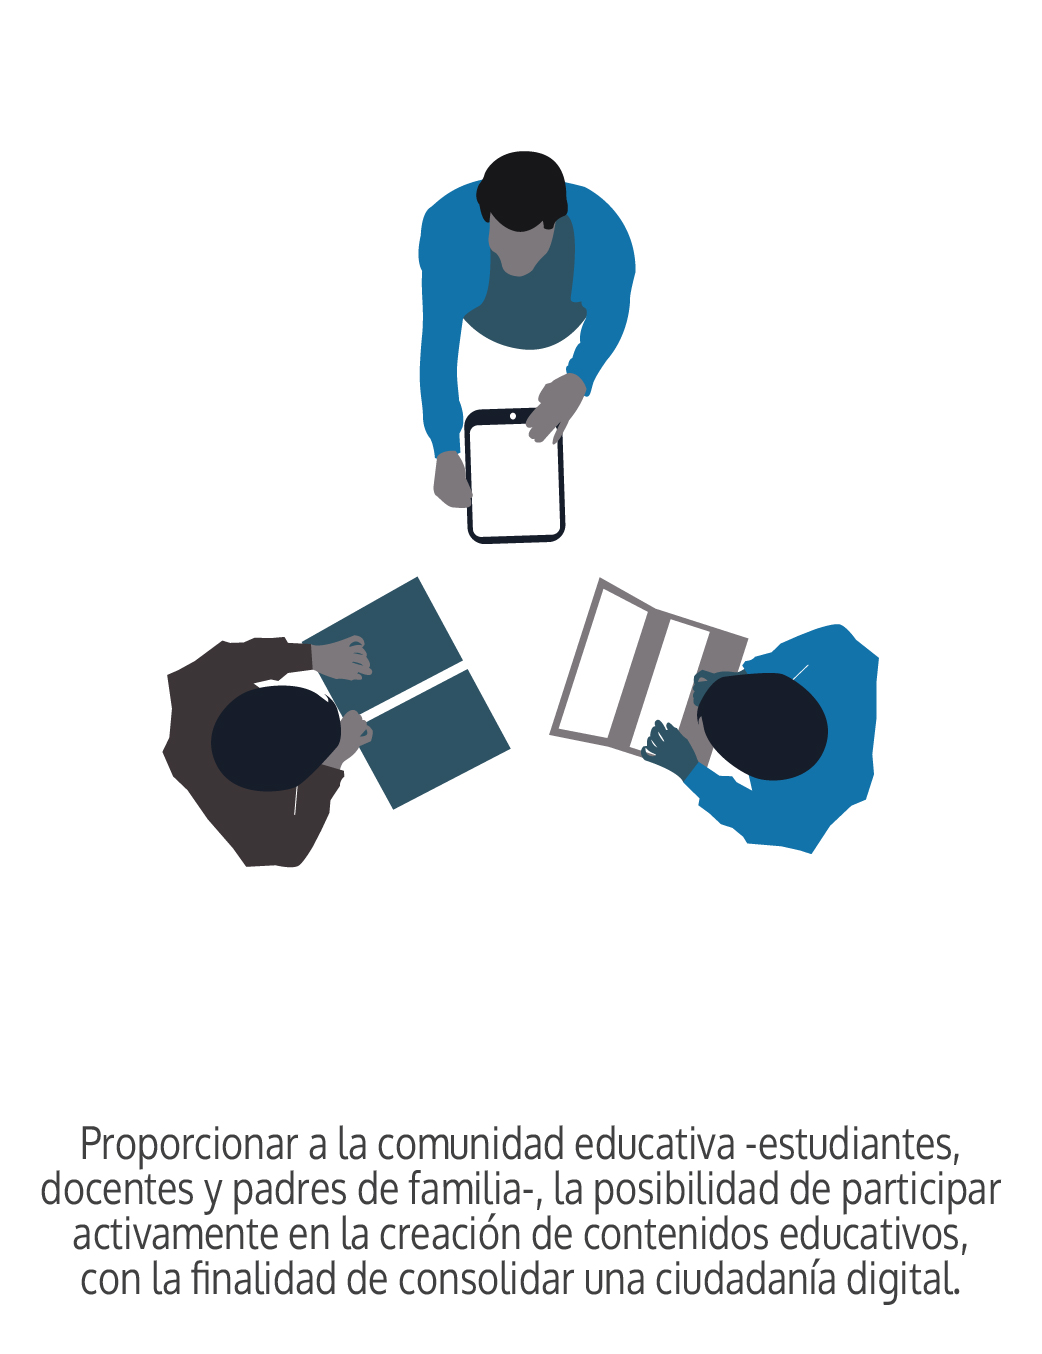 Proporcionar a la comunidad educativa -estudiantes,
docentes y padres de familia-, la posibilidad de participar
activamente en la creación de contenidos educativos,
con la finalidad de consolidar una ciudadanía digital.